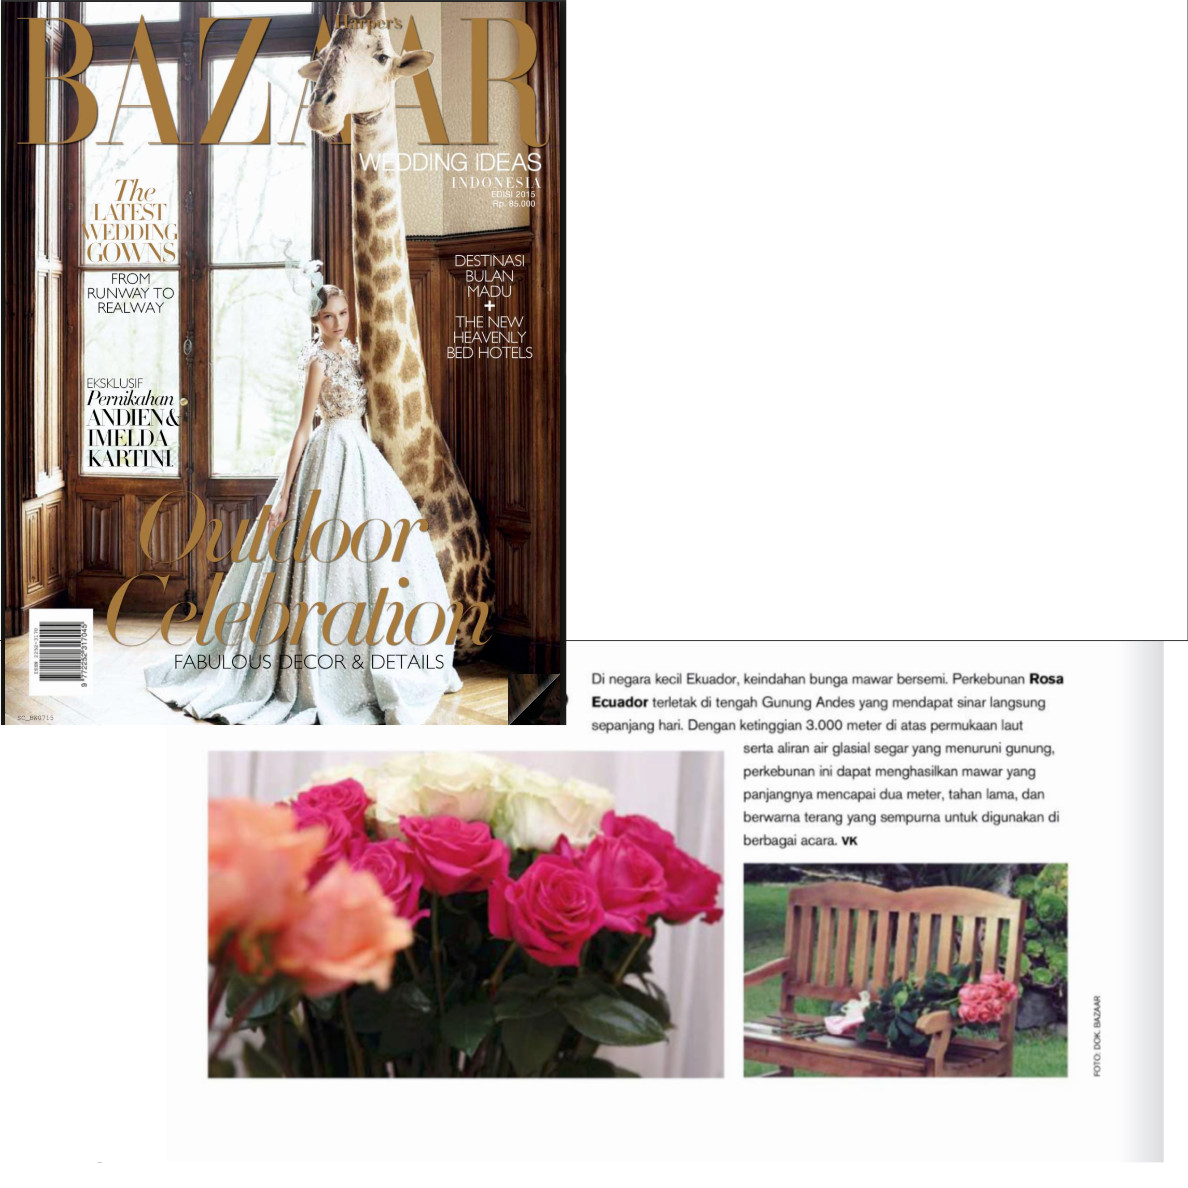 Harper's
BAZAAR
WEDDING IDEAS
INDONESIA
EDISI 2015
Rp. 85.000
The
LATEST
WEDDING
GOWNS
FROM
RUNWAY TO
REALWAY
DESTINASI
BULAN
MADU
+
THE NEW
HEAVENLY
BED HOTELS
EKSKLUSIF
Pernikahan
ANDIEN &
IMELDA
KARTINI
Outdoor
Celebration
FABULOUS DECOR & DETAILS
9 772252 317045
Di negara kecil Ekuador, keindahan bunga mawar bersemi. Perkebunan Rosa
Ecuador terletak di tengah Gunung Andes yang mendapat sinar langsung
sepanjang hari. Dengan ketinggian 3.000 meter di atas permukaan laut
serta aliran air glasial segar yang menuruni gunung,
perkebunan ini dapat menghasilkan mawar yang
panjangnya mencapai dua meter, tahan lama, dan
berwarna terang yang sempurna untuk digunakan di
berbagai acara. VK
FOTO: DOK. BAZAAR